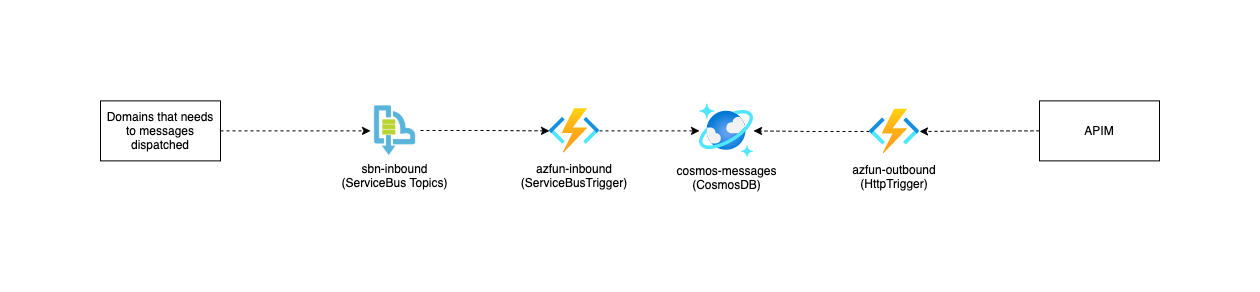 Domains that needs
to messages
dispatched
sbn-inbound
(ServiceBus Topics)
azfun-inbound
(ServiceBusTrigger)
cosmos-messages
(CosmosDB)
azfun-outbound
(HttpTrigger)
APIM